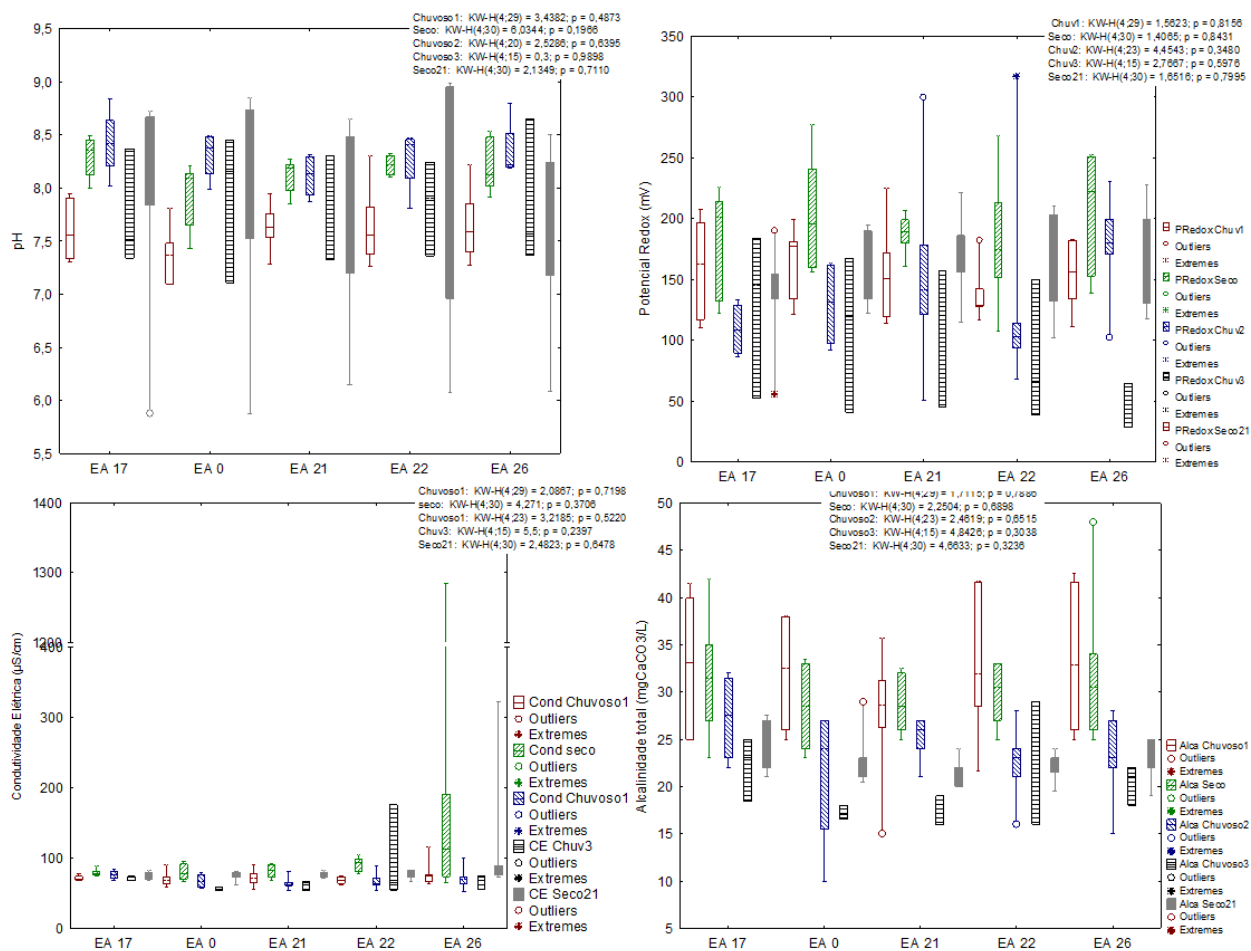 Chuvoso1: KW-H(4;29) = 3,4382; p = 0,4873
Seco: KW-H(4;30) = 6,0344; p = 0,1966
Chuvoso2: KW-H(4;20) = 2,5286; p = 0,6395
Chuvoso3: KW-H(4;15) = 0,3; p = 0,9898
Seco21: KW-H(4;30) = 2,1349; p = 0,7110
9,5
9,0
8,5
8,0
7,5
7,0
6,5
6,0
5,5
pH
EA 17 EA 0 EA 21 EA 22 EA 26
Chuv1: KW-H(4;29) = 1,5623; p = 0,8156
Seco: KW-H(4;30) = 1,4065; p = 0,8431
Chuv2: KW-H(4;23) = 4,4543; p = 0,3480
Chuv3: KW-H(4;15) = 2,7667; p = 0,5976
Seco21: KW-H(4;30) = 1,6516; p = 0,7995
350
300
250
200
150
100
50
0
Potencial Redox (mV)
EA 17 EA 0 EA 21 EA 22 EA 26
PRedoxChuv1
Outliers
Extremes
PRedoxSeco
Outliers
Extremes
PRedoxChuv2
Outliers
Extremes
PRedoxChuv3
Outliers
Extremes
PRedoxSeco21
Outliers
Extremes
Chuvoso1: KW-H(4;29) = 2,0867; p = 0,7198
seco: KW-H(4;30) = 4,271; p = 0,3706
Chuvoso1: KW-H(4;23) = 3,2185; p = 0,5220
Chuv3: KW-H(4;15) = 5,5; p = 0,2397
Seco21: KW-H(4;30) = 2,4823; p = 0,6478
1400
1300
1200
400
300
200
100
0
Condutividade Elétrica (µS/cm)
EA 17 EA 0 EA 21 EA 22 EA 26
Cond Chuvoso1
Outliers
Extremes
Cond seco
Outliers
Extremes
Cond Chuvoso1
Outliers
Extremes
CE Chuv3
Outliers
Extremes
CE Seco21
Outliers
Extremes
Chuvoso1: KW-H(4;29) = 1,7115; p = 0,7886
Seco: KW-H(4;30) = 2,2504; p = 0,6898
Chuvoso2: KW-H(4;23) = 2,4619; p = 0,6515
Chuvoso3: KW-H(4;15) = 4,8426; p = 0,3038
Seco21: KW-H(4;30) = 4,6633; p = 0,3236
50
45
40
35
30
25
20
15
10
5
Alcalinidade total (mgCaCO3/L)
EA 17 EA 0 EA 21 EA 22 EA 26
Alca Chuvoso1
Outliers
Extremes
Alca Seco
Outliers
Extremes
Alca Chuvoso2
Outliers
Extremes
Alca Chuvoso3
Outliers
Extremes
Alca Seco21
Outliers
Extremes